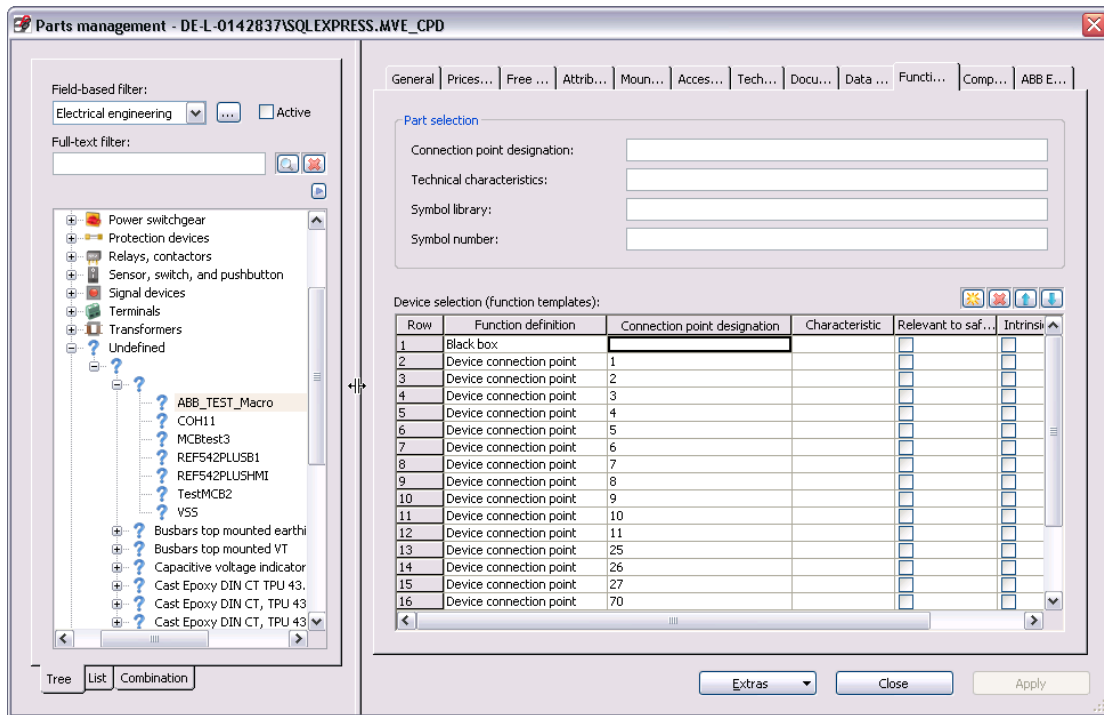 Parts management - DE-L-0142837\SQLEXPRESS.MVE_CPD
Field-based filter:
Electrical engineering
...
Active
Full-text filter:
Power switchgear
Protection devices
Relays, contactors
Sensor, switch, and pushbutton
Signal devices
Terminals
Transformers
Undefined
ABB_TEST_Macro
COH11
MCBtest3
REF542PLUSB1
REF542PLUSHMI
TestMCB2
VSS
Busbars top mounted earthi
Busbars top mounted VT
Capacitive voltage indicator
Cast Epoxy DIN CT TPU 43.
Cast Epoxy DIN CT, TPU 43
Cast Epoxy DIN CT, TPU 43
Tree List Combination
General Prices... Free ... Attrib... Moun... Acces... Tech... Docu... Data ... Functi... Comp... ABB E...
Part selection
Connection point designation:
Technical characteristics:
Symbol library:
Symbol number:
Device selection (function templates):
Row Function definition Connection point designation Characteristic Relevant to saf... Intrinsi
1 Black box
2 Device connection point 1
3 Device connection point 2
4 Device connection point 3
5 Device connection point 4
6 Device connection point 5
7 Device connection point 6
8 Device connection point 7
9 Device connection point 8
10 Device connection point 9
11 Device connection point 10
12 Device connection point 11
13 Device connection point 25
14 Device connection point 26
15 Device connection point 27
16 Device connection point 70
Extras Close Apply